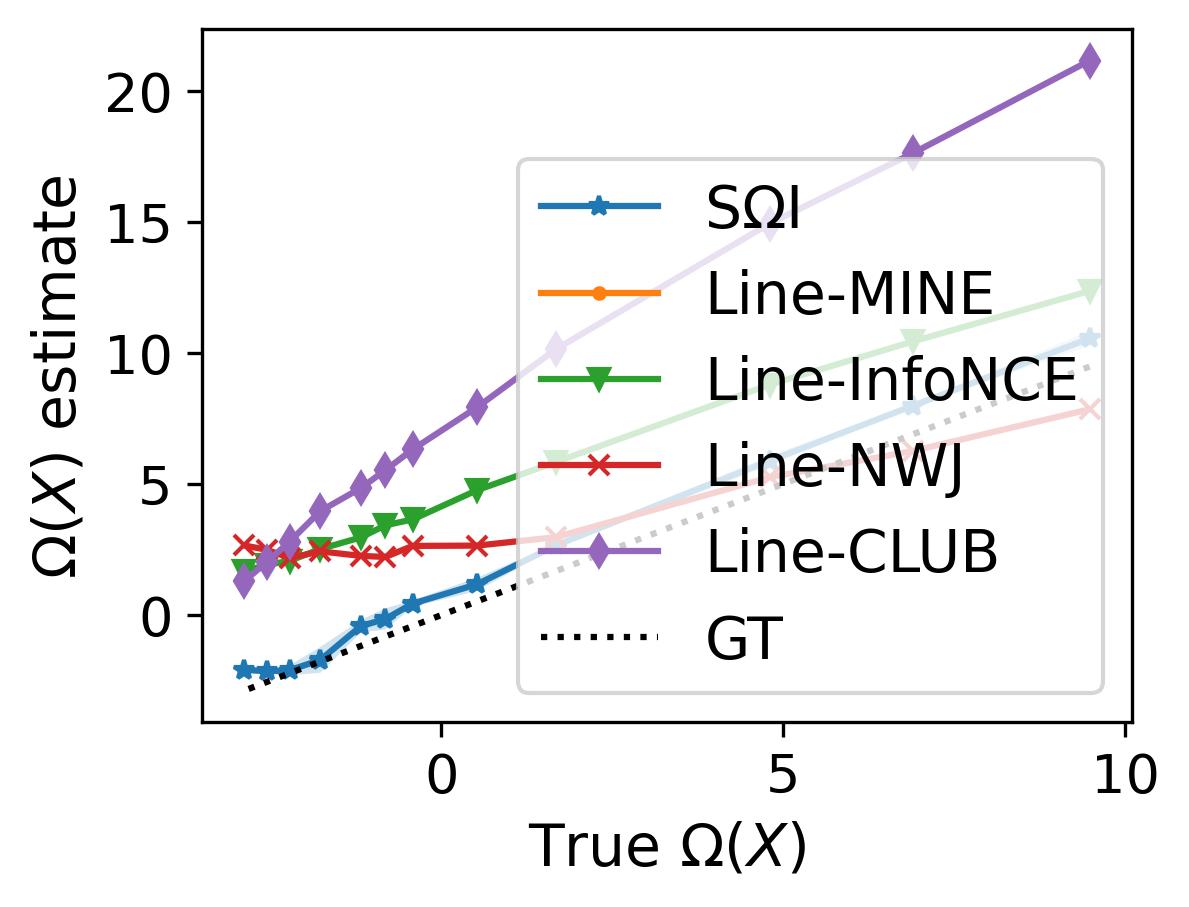 20
15
10
5
0
Ω(X) estimate
SΩI
Line-MINE
Line-InfoNCE
Line-NWJ
Line-CLUB
GT
0 5 10
True Ω(X)